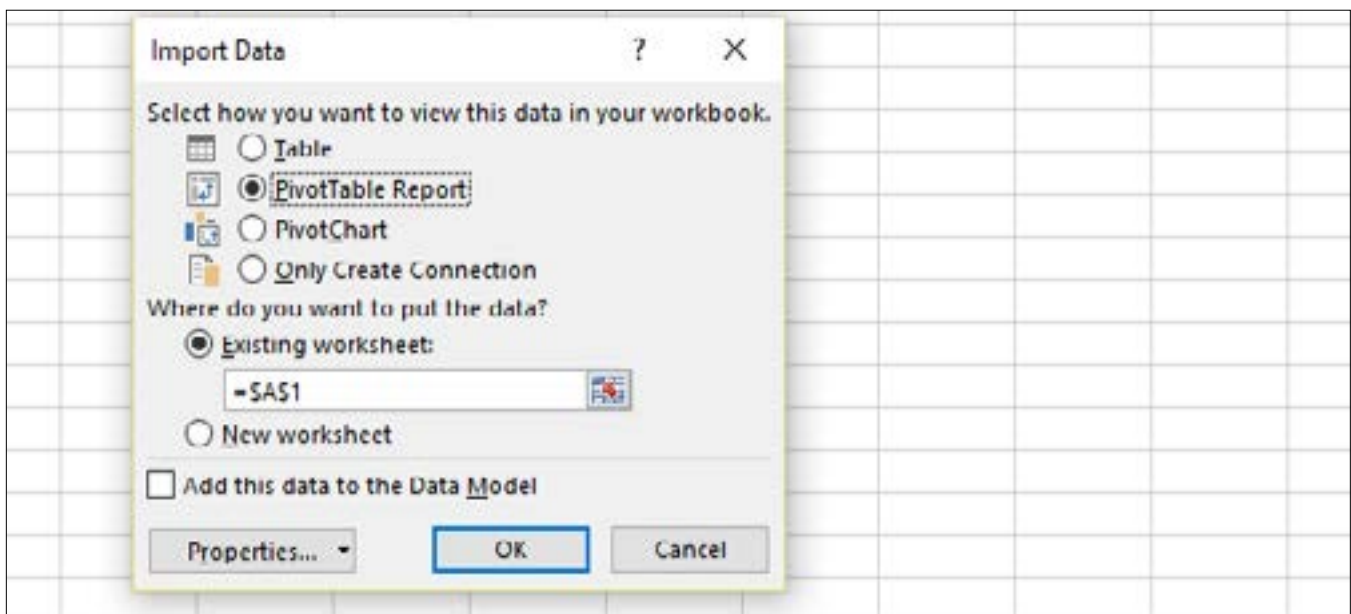 Import Data ? X
Select how you want to view this data in your workbook.
Table
PivotTable Report
PivotChart
Only Create Connection
Where do you want to put the data?
Existing worksheet:
=$A$1
New worksheet
Add this data to the Data Model
Properties... OK Cancel